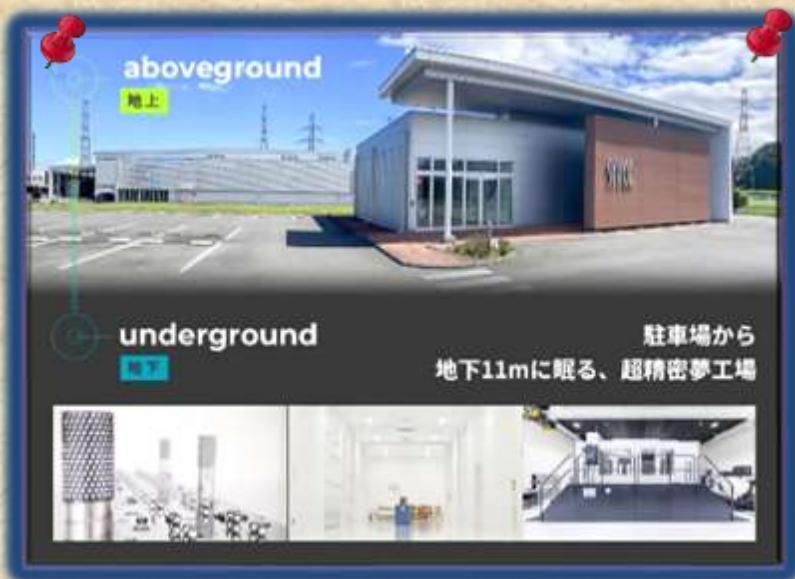 aboveground
地上
underground
地下
駐車場から
地下11mに眠る、超精密夢工場